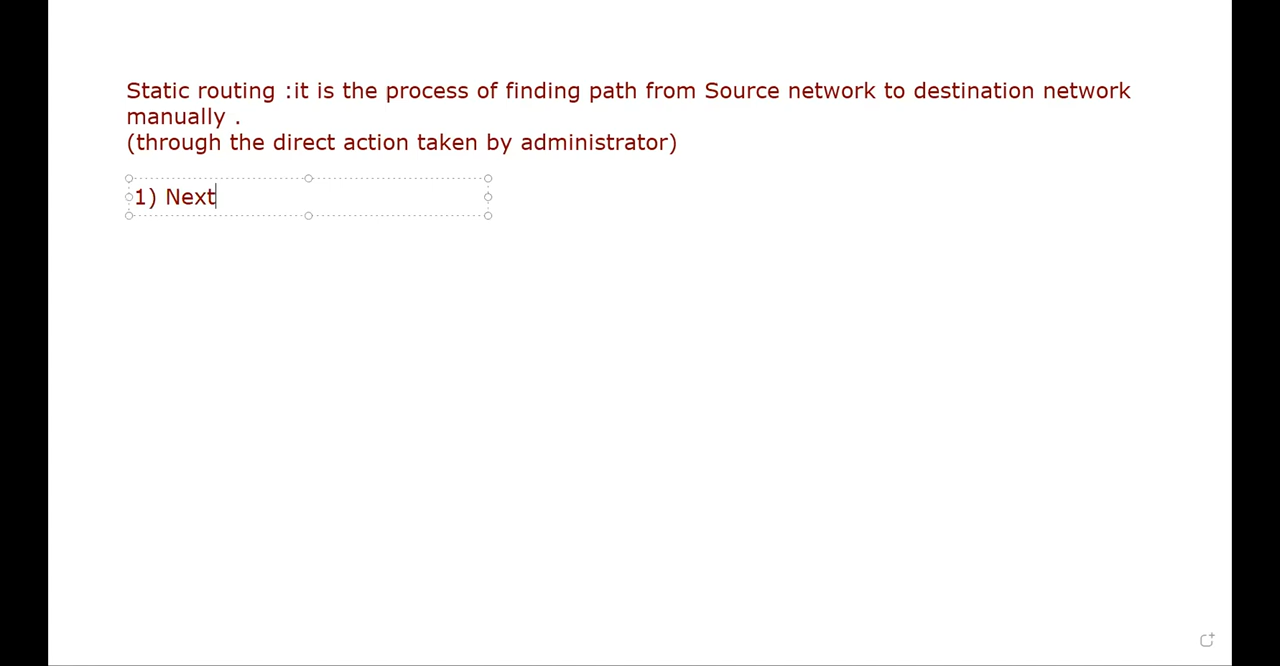 Static routing :it is the process of finding path from Source network to destination network
manually .
(through the direct action taken by administrator)
1) Next